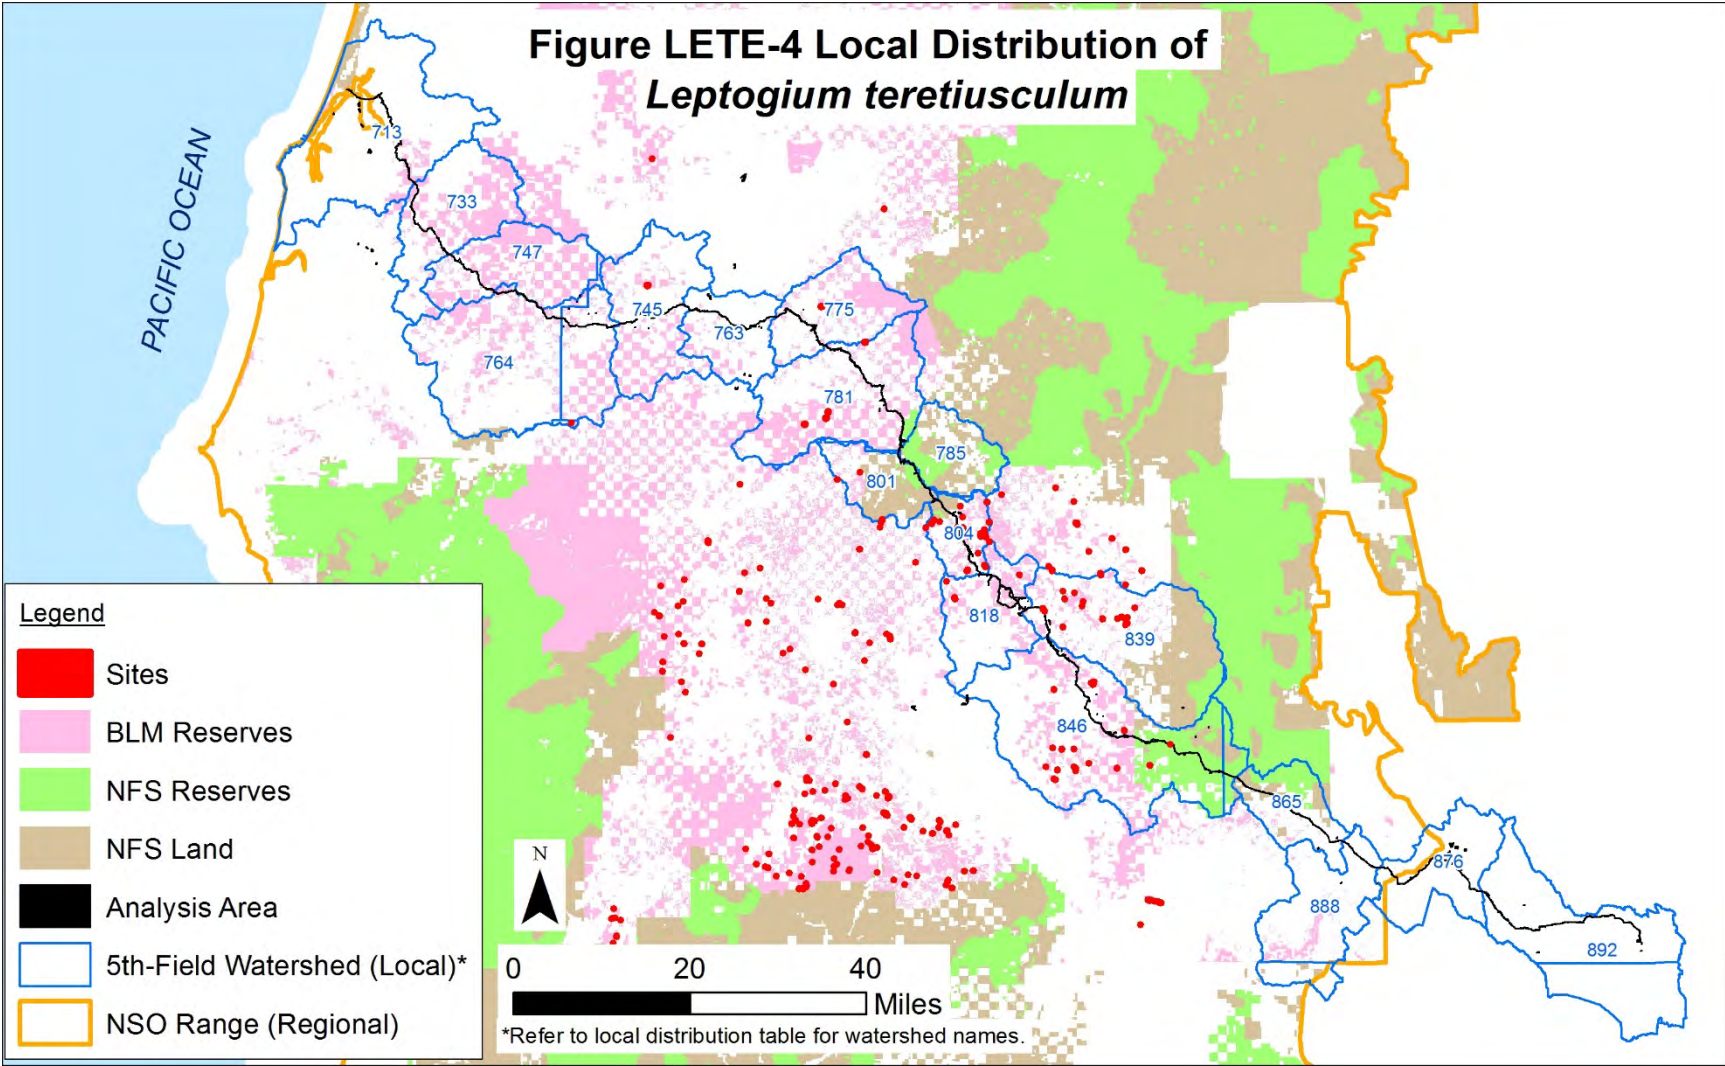 Figure LETE-4 Local Distribution of
Leptogium teretiusculum
PACIFIC OCEAN
713
733
747
745
775
763
764
781
785
801
804
818
839
846
865
876
888
892
Legend
Sites
BLM Reserves
NFS Reserves
NFS Land
Analysis Area
5th-Field Watershed (Local)*
NSO Range (Regional)
N
0 20 40
Miles
*Refer to local distribution table for watershed names.